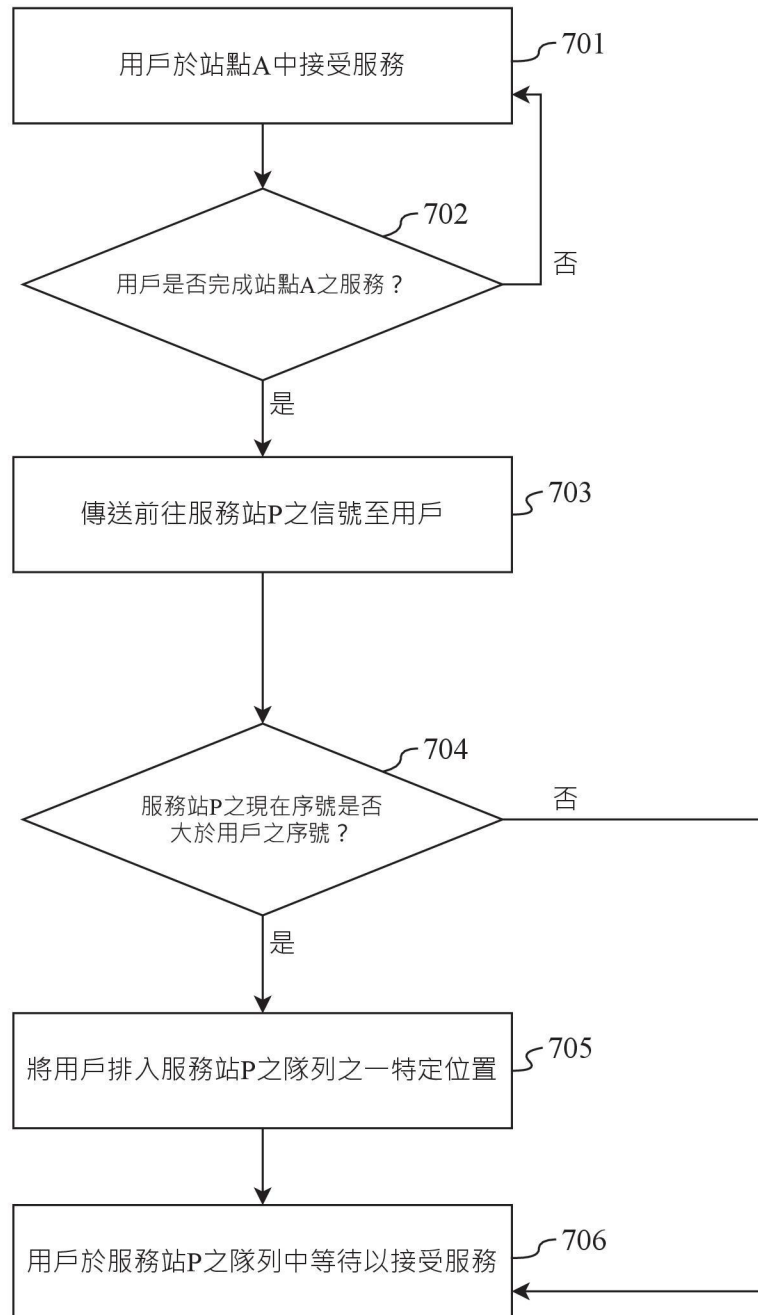 用戶於站點A中接受服務
701
702
用戶是否完成站點A之服務？
否
是
傳送前往服務站P之信號至用戶
703
704
服務站P之現在序號是否
大於用戶之序號？
否
是
將用戶排入服務站P之隊列之一特定位置
705
用戶於服務站P之隊列中等待以接受服務
706